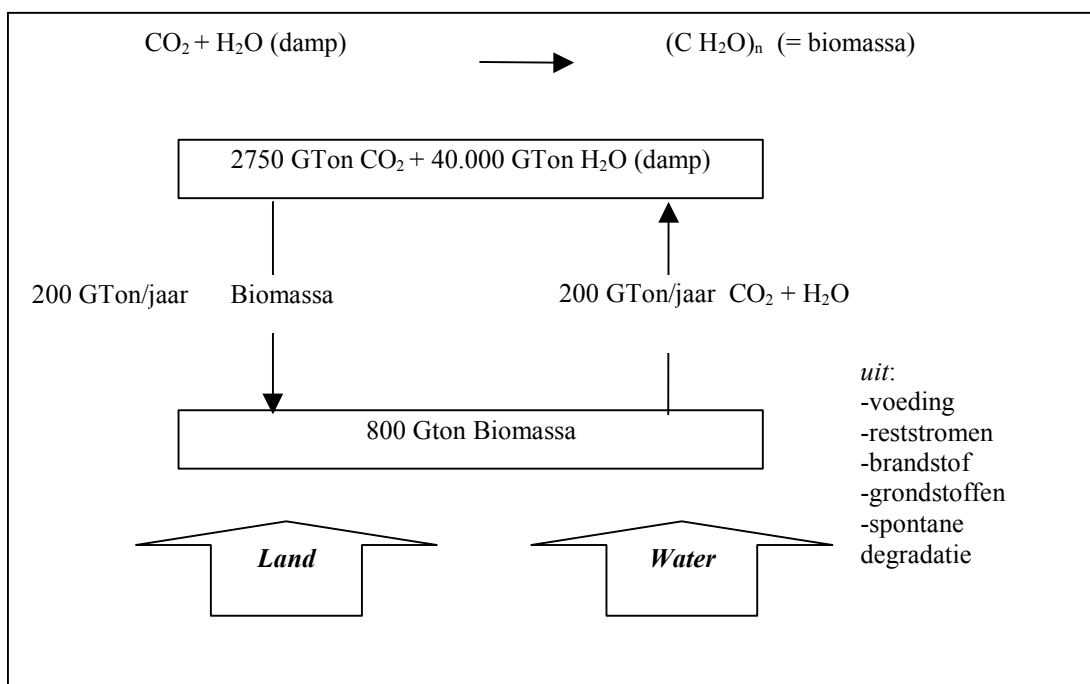 CO₂ + H₂O (damp) (C H₂O)ₙ (= biomassa)
2750 GTon CO₂ + 40.000 GTon H₂O (damp)
200 GTon/jaar Biomassa 200 GTon/jaar CO₂ + H₂O
800 Gton Biomassa
uit:
-voeding
-reststromen
-brandstof
-grondstoffen
-spontane
degradatie
Land Water